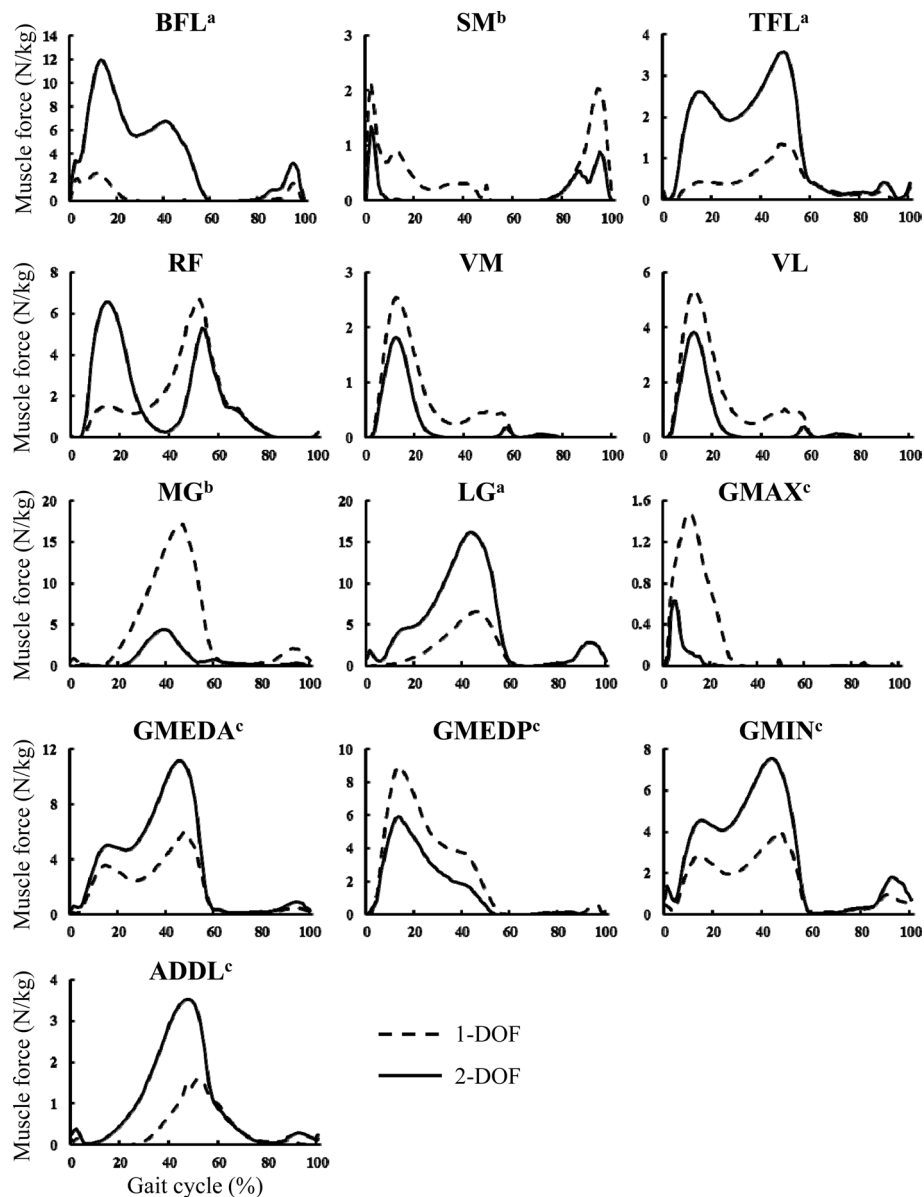 BFLᵃ SMᵇ TFLᵃ
Muscle force (N/kg)
14 12 10 8 6 4 2 0
0 20 40 60 80 100
3 2 1 0
0 20 40 60 80 100
4 3 2 1 0
0 20 40 60 80 100
RF VM VL
Muscle force (N/kg)
8 6 4 2 0
0 20 40 60 80 100
3 2 1 0
0 20 40 60 80 100
6 4 2 0
0 20 40 60 80 100
MGᵇ LGᵃ GMAXᶜ
Muscle force (N/kg)
20 15 10 5 0
0 20 40 60 80 100
20 15 10 5 0
0 20 40 60 80 100
1.6 1.2 0.8 0.4 0
0 20 40 60 80 100
GMEDAᶜ GMEDPᶜ GMINᶜ
Muscle force (N/kg)
12 8 4 0
0 20 40 60 80 100
10 8 6 4 2 0
0 20 40 60 80 100
8 6 4 2 0
0 20 40 60 80 100
ADDLᶜ
Muscle force (N/kg)
4 3 2 1 0
0 20 40 60 80 100
Gait cycle (%)
1-DOF
2-DOF